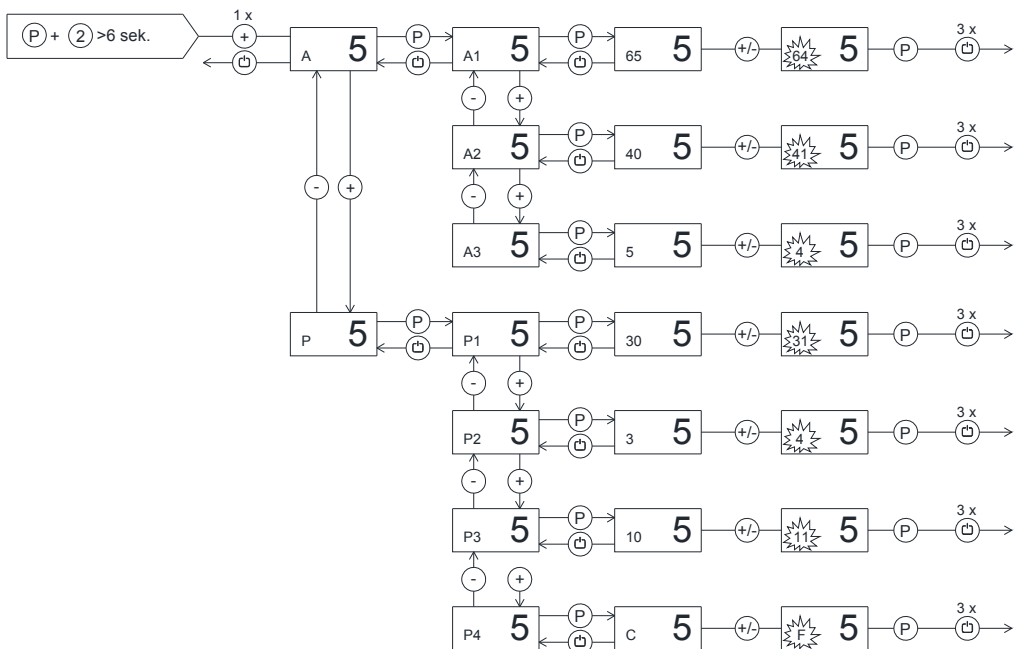 1 x
P + 2 >6 sek. + A 5 P A1 5 P 65 5 +/- 64 5 P 3 x
- + 
A2 5 P 40 5 +/- 41 5 P 3 x
- + - +
A3 5 P 5 5 +/- 4 5 P 3 x
P 5 P P1 5 P 30 5 +/- 31 5 P 3 x
- +
P2 5 P 3 5 +/- 4 5 P 3 x
- +
P3 5 P 10 5 +/- 11 5 P 3 x
- +
P4 5 P C 5 +/- F 5 P 3 x